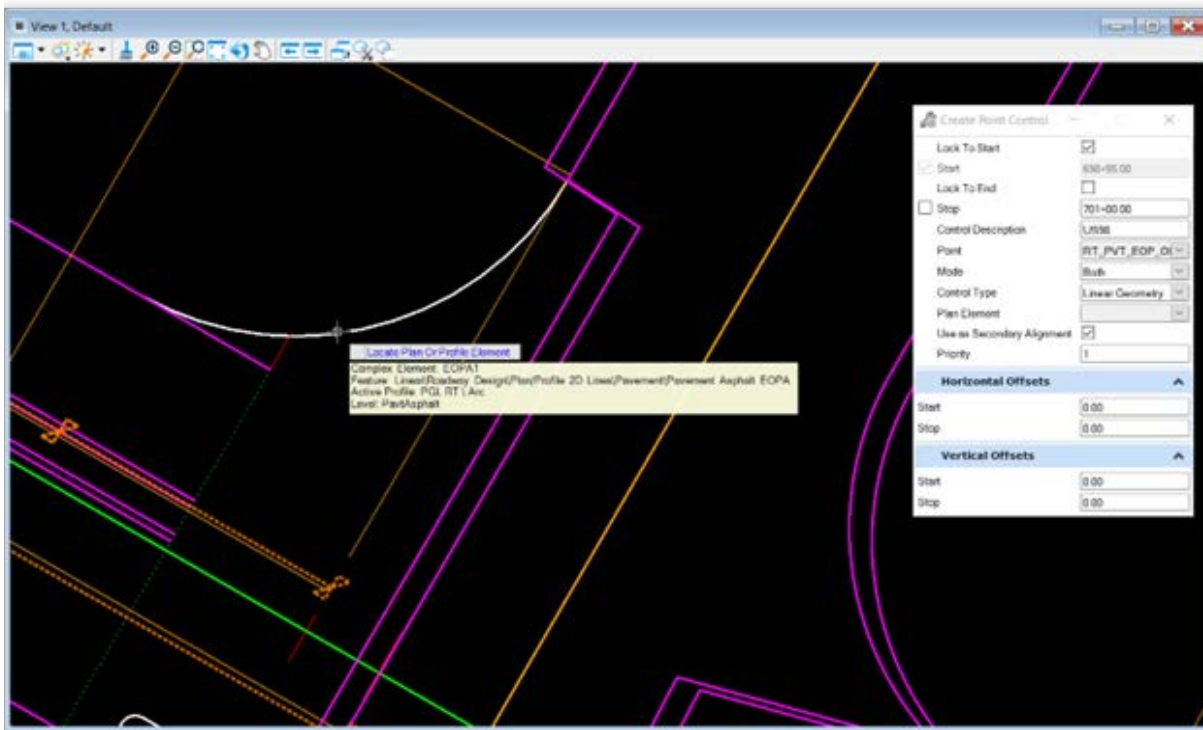 View 1, Default
Create Point Control
Lock To Start
Start
Lock To End
Stop 701+00.00
Control Description US98
Point RT_PVT_EOP_O
Mode Both
Control Type Linear Geometry
Plan Element
Use as Secondary Alignment
Priority 1
Horizontal Offsets
Start 0.00
Stop 0.00
Vertical Offsets
Start 0.00
Stop 0.00
Locate Plan Or Profile Element
Complex Element: EOPA1
Feature: Linear\Roadway Design\Plan/Profile 2D Lines\Pavement\Pavement Asphalt EOPA
Active Profile: PGL RT \ Arc
Level: PavtAsphalt